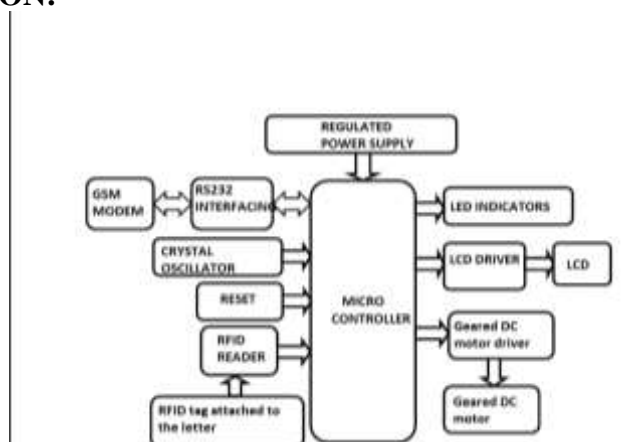 ON:
REGULATED
POWER SUPPLY
GSM
MODEM
RS232
INTERFACING
LED INDICATORS
CRYSTAL
OSCILLATOR
LCD DRIVER
LCD
RESET
MICRO
CONTROLLER
RFID
READER
Geared DC
motor driver
RFID tag attached to
the letter
Geared DC
motor